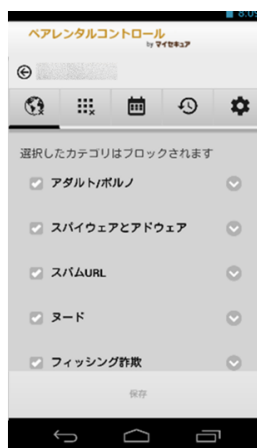 8:05
ペアレンタルコントロール
by マイセキュア
選択したカテゴリはブロックされます
アダルト/ポルノ
スパイウェアとアドウェア
スパムURL
ヌード
フィッシング詐欺
保存